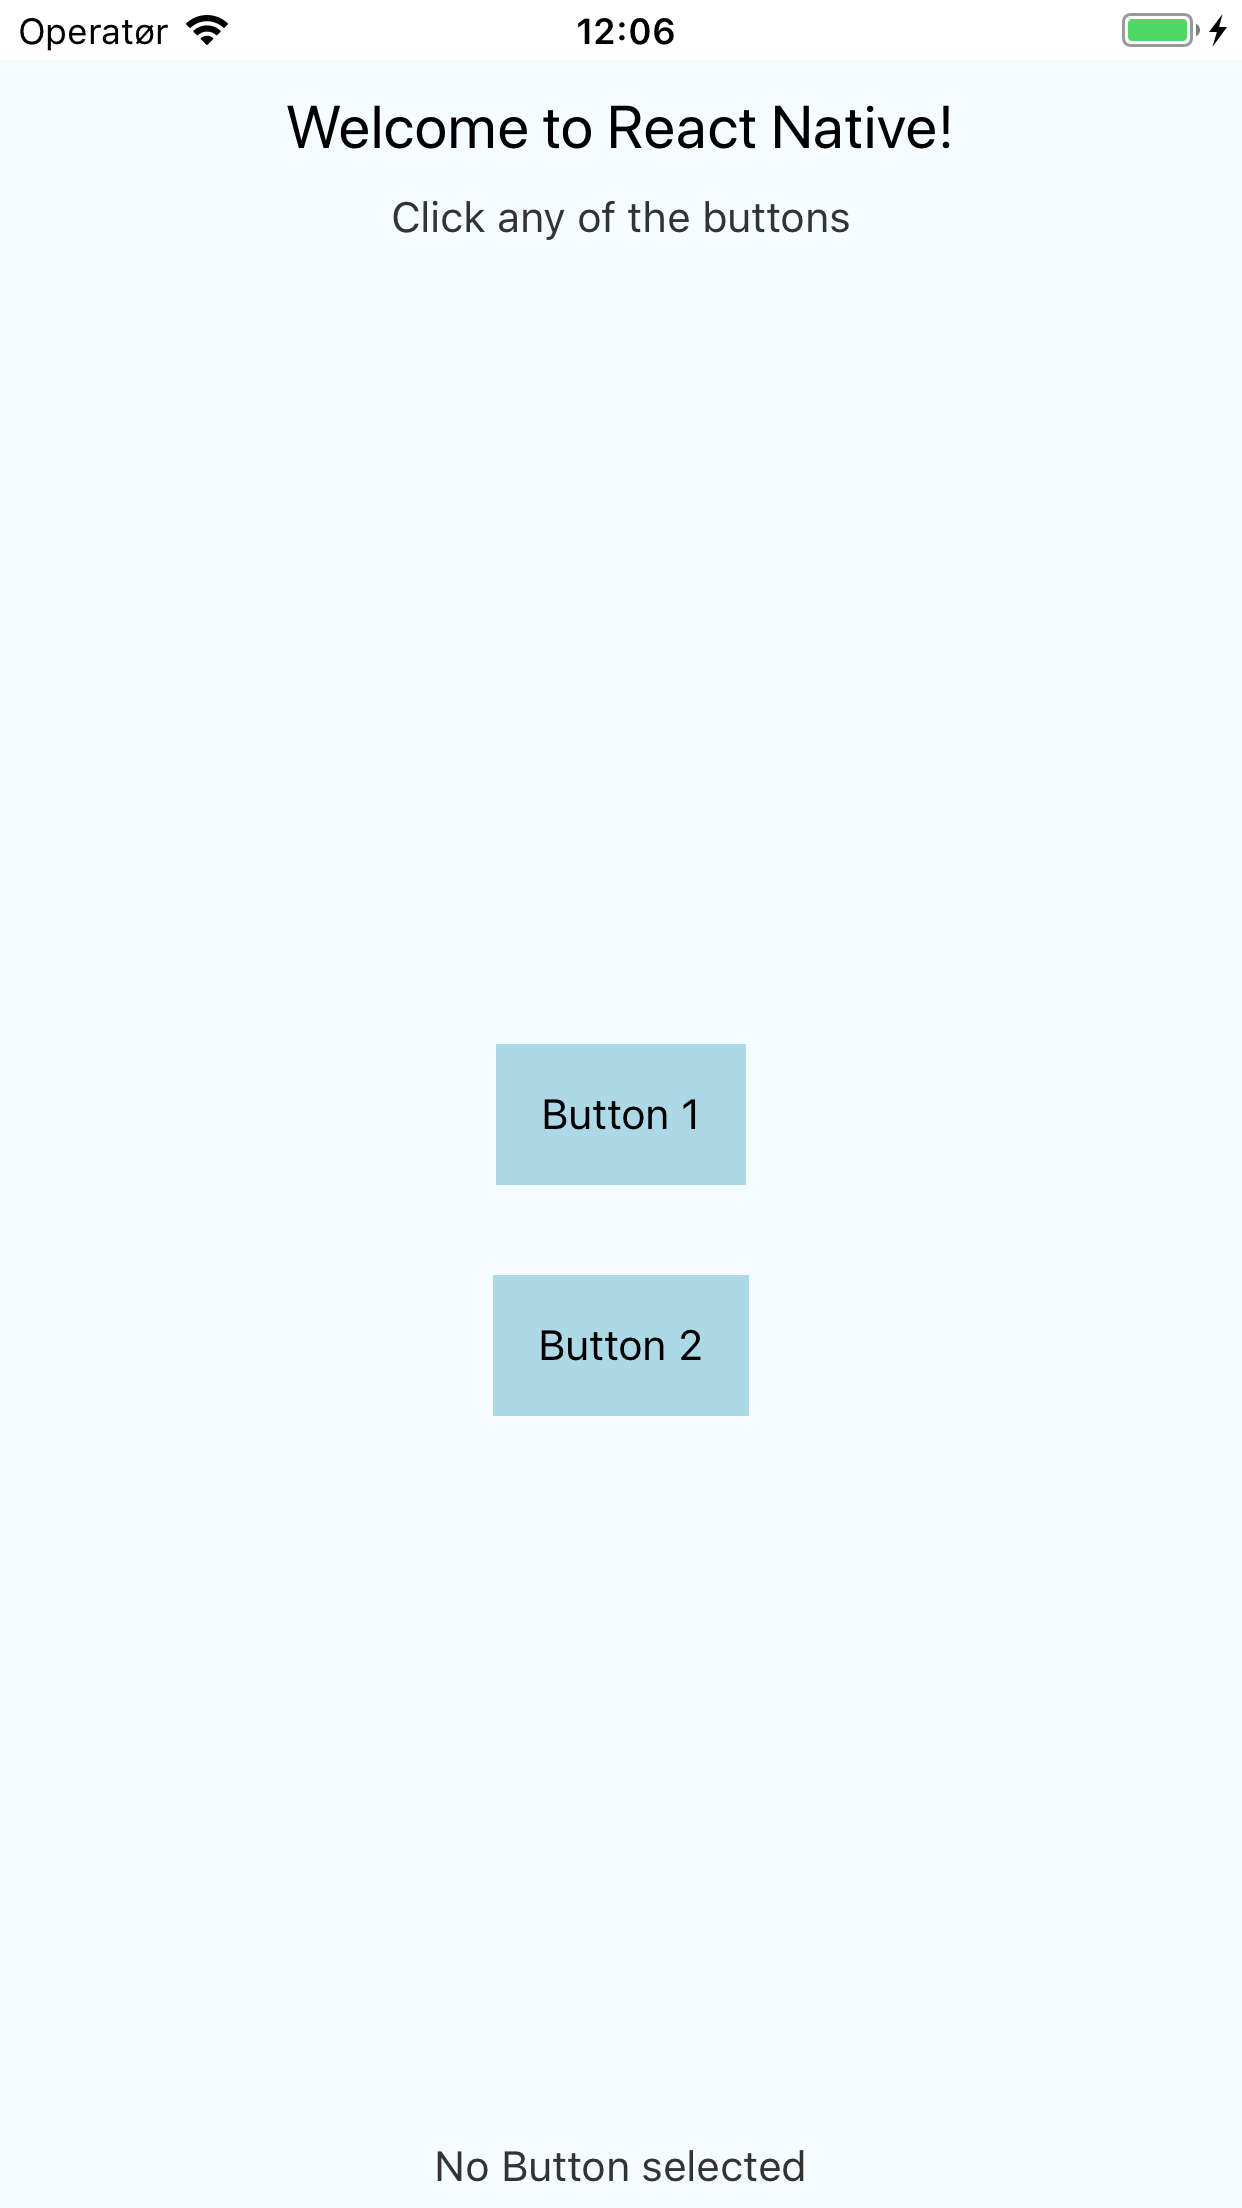 Operatør 12:06
Welcome to React Native!
Click any of the buttons
Button 1
Button 2
No Button selected